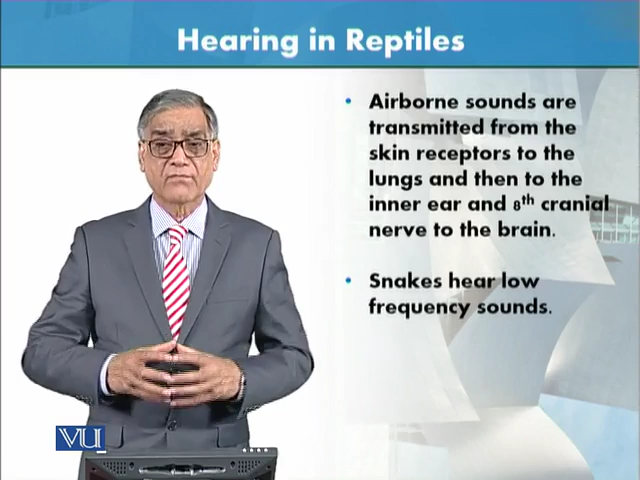 Hearing in Reptiles
• Airborne sounds are
transmitted from the
skin receptors to the
lungs and then to the
inner ear and 8th cranial
nerve to the brain.
• Snakes hear low
frequency sounds.
VU